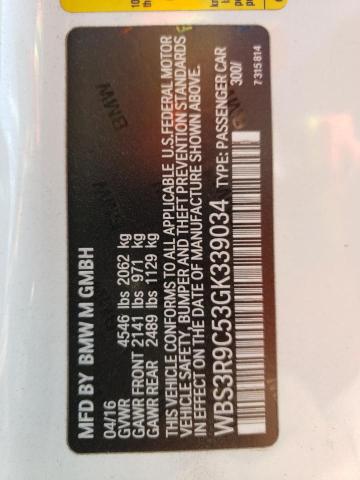 MFD BY BMW M GMBH
04/16
GVWR 4546 lbs 2062 kg
GAWR FRONT 2141 lbs 971 kg
GAWR REAR 2489 lbs 1129 kg
THIS VEHICLE CONFORMS TO ALL APPLICABLE U.S.FEDERAL MOTOR
VEHICLE SAFETY, BUMPER AND THEFT PREVENTION STANDARDS
IN EFFECT ON THE DATE OF MANUFACTURE SHOWN ABOVE.
WBS3R9C53GK339034 TYPE: PASSENGER CAR
300/
7315814
BMW
BMW